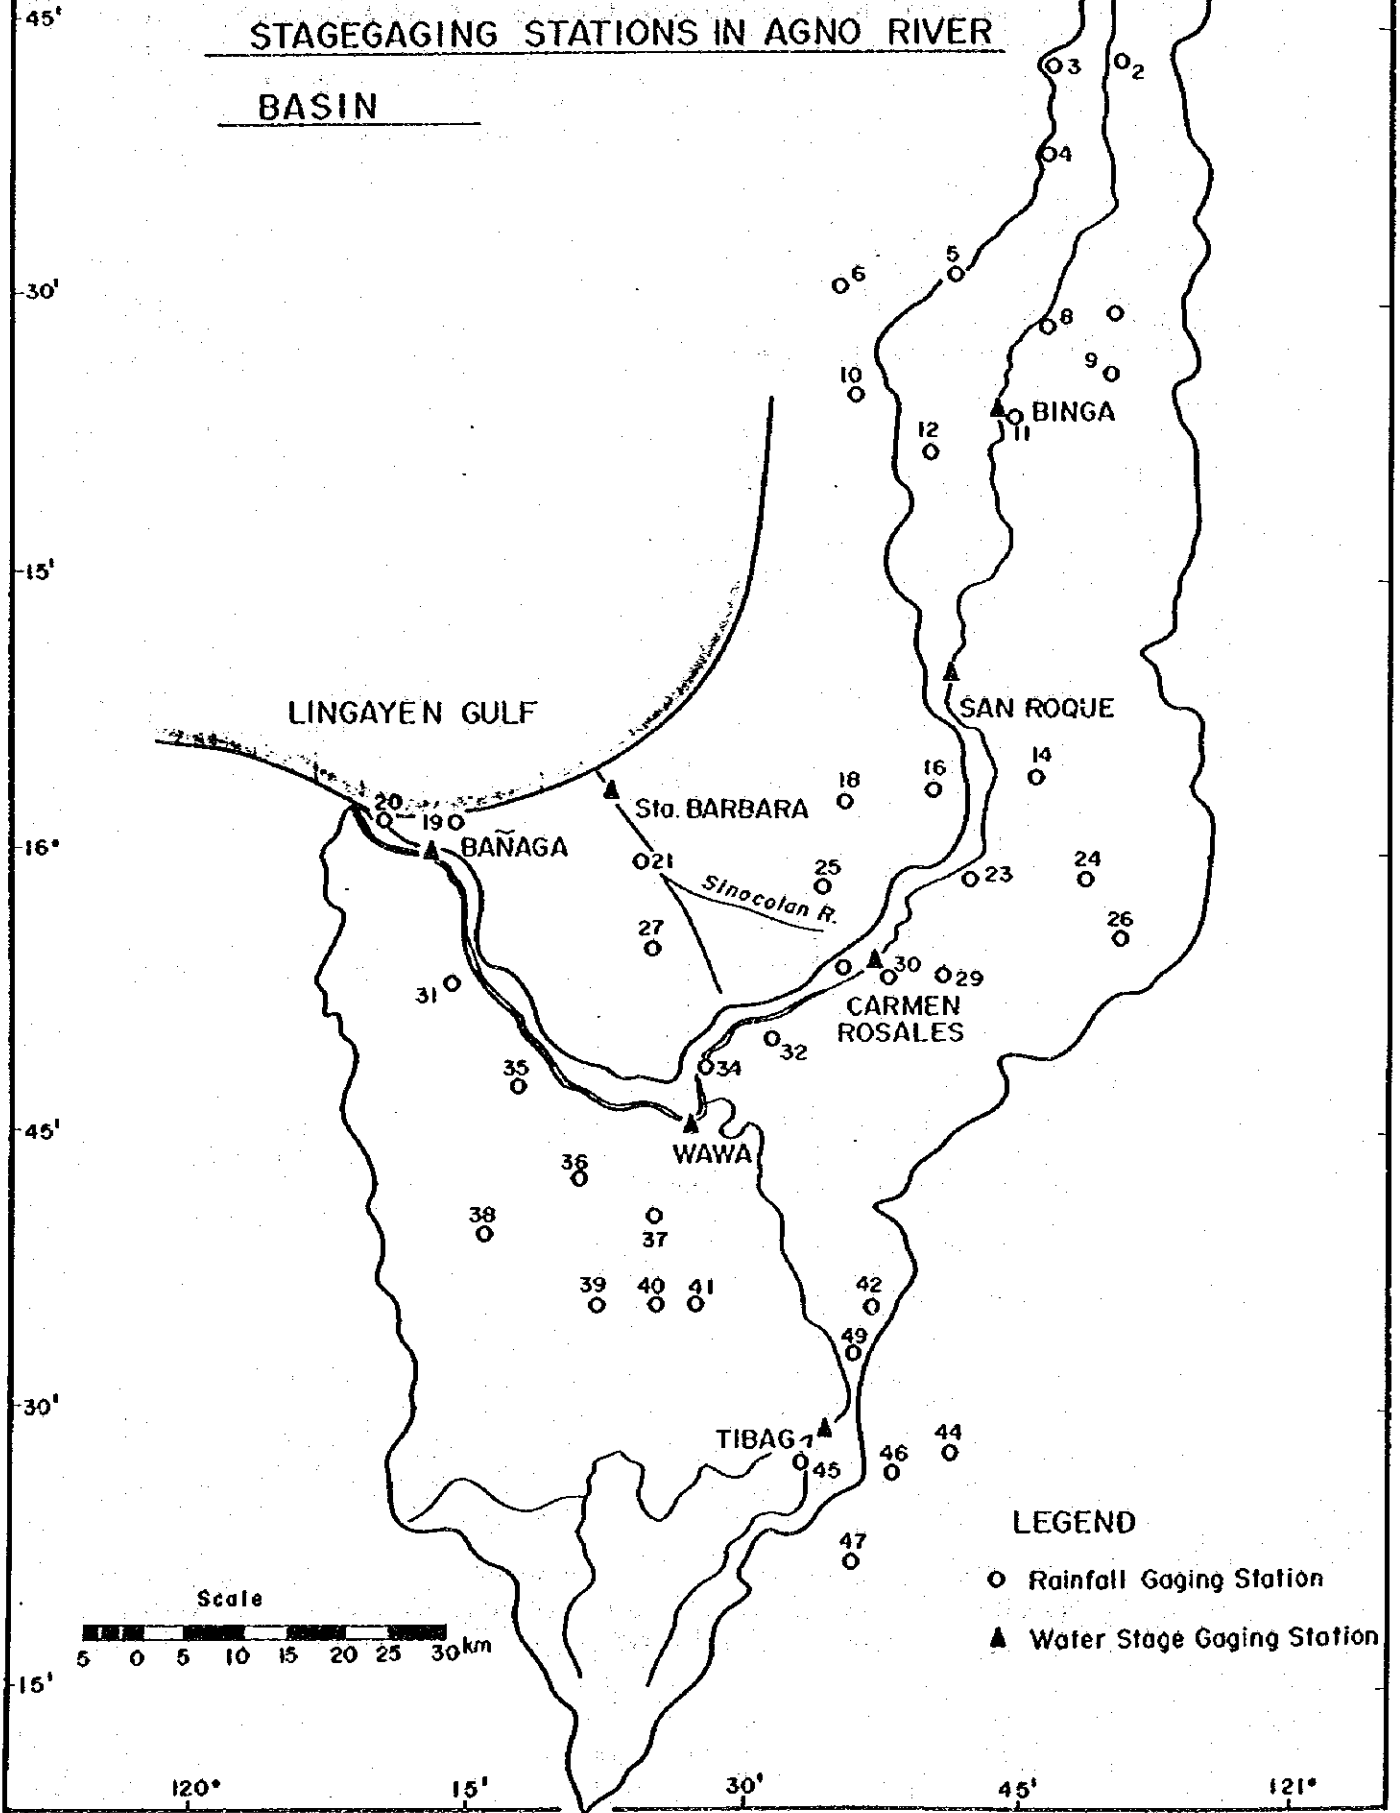 45'
STAGEGAGING STATIONS IN AGNO RIVER
BASIN
3
2
4
5
6
30'
8
9
10
BINGA
11
12
15'
LINGAYEN GULF
SAN ROQUE
14
16
18
20
19
Sta. BARBARA
16°
BAÑAGA
21
25
23
24
Sinocolan R.
26
27
30
29
31
CARMEN
ROSALES
32
34
35
45'
WAWA
36
38
37
39
40
41
42
49
30'
TIBAG
44
45
46
LEGEND
47
Rainfall Gaging Station
Scale
Water Stage Gaging Station
5 0 5 10 15 20 25 30 km
15'
120° 15' 30' 45' 121°